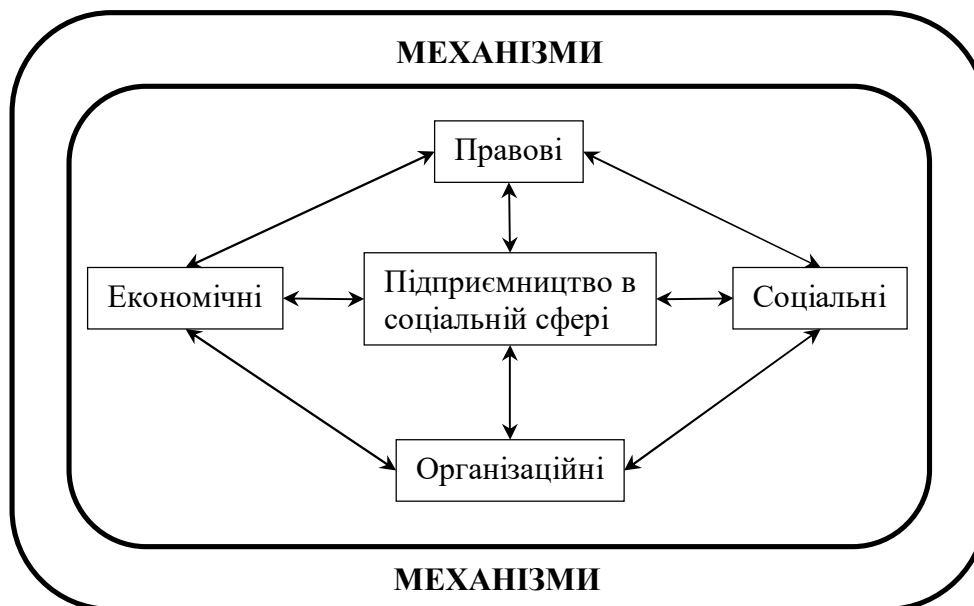 МЕХАНІЗМИ
Правові
Економічні
Підприємництво в
соціальній сфері
Соціальні
Організаційні
МЕХАНІЗМИ